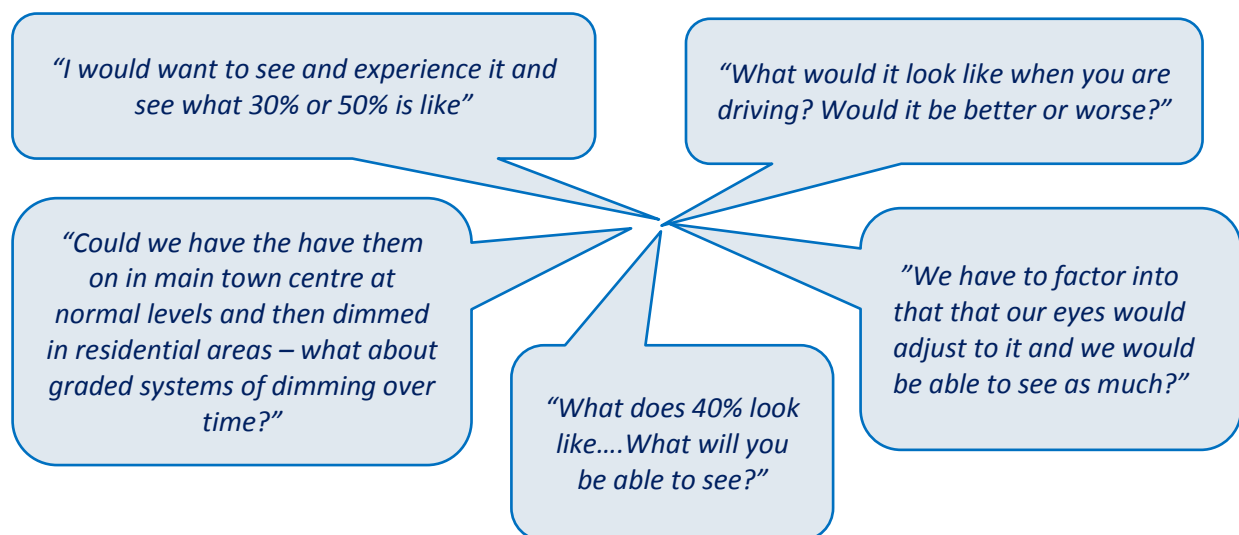 “I would want to see and experience it and
see what 30% or 50% is like”
“What would it look like when you are
driving? Would it be better or worse?”
“Could we have the have them
on in main town centre at
normal levels and then dimmed
in residential areas – what about
graded systems of dimming over
time?”
”We have to factor into
that that our eyes would
adjust to it and we would
be able to see as much?”
“What does 40% look
like….What will you
be able to see?”